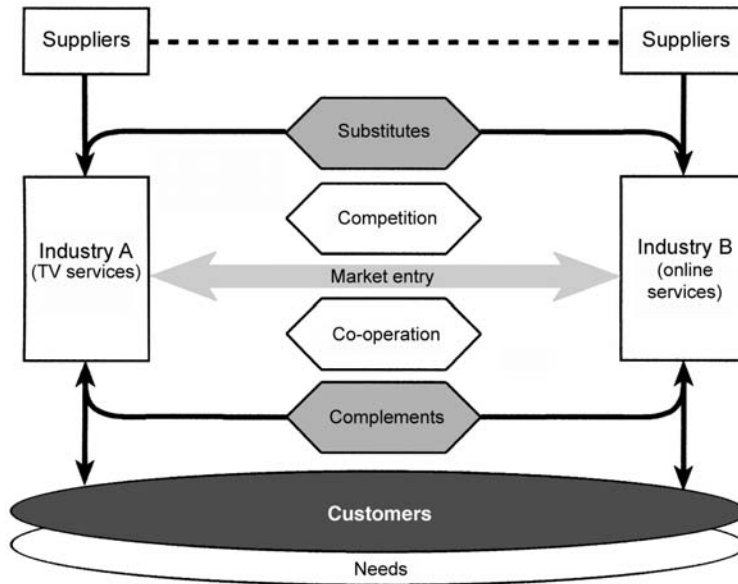 Suppliers
Suppliers
Substitutes
Competition
Industry A
(TV services)
Industry B
(online
services)
Market entry
Co-operation
Complements
Customers
Needs